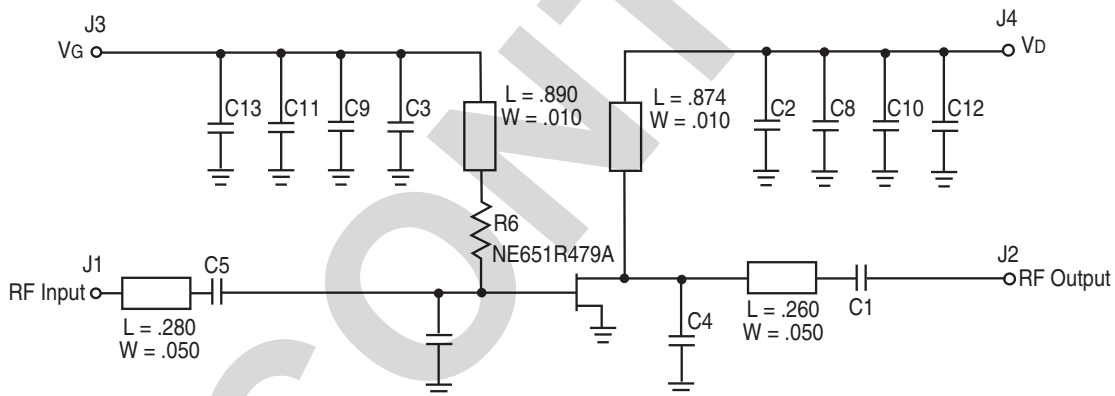 J3
VG
J4
VD
C13
C11
C9
C3
L = .890
W = .010
L = .874
W = .010
C2
C8
C10
C12
R6
NE651R479A
J1
RF Input
C5
L = .280
W = .050
C4
L = .260
W = .050
C1
J2
RF Output
CONT